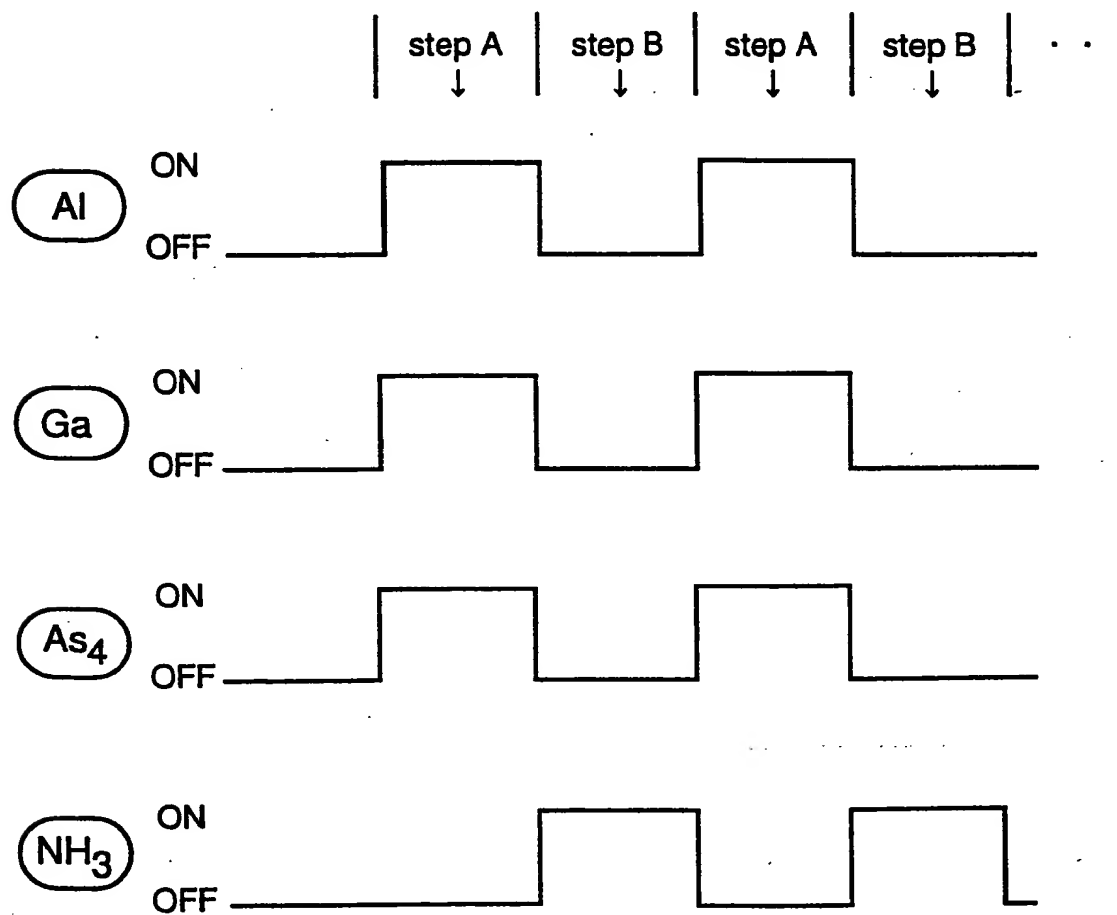 step A step B step A step B . .
↓ ↓ ↓ ↓
ON
Al
OFF
ON
Ga
OFF
ON
As4
OFF
ON
NH3
OFF